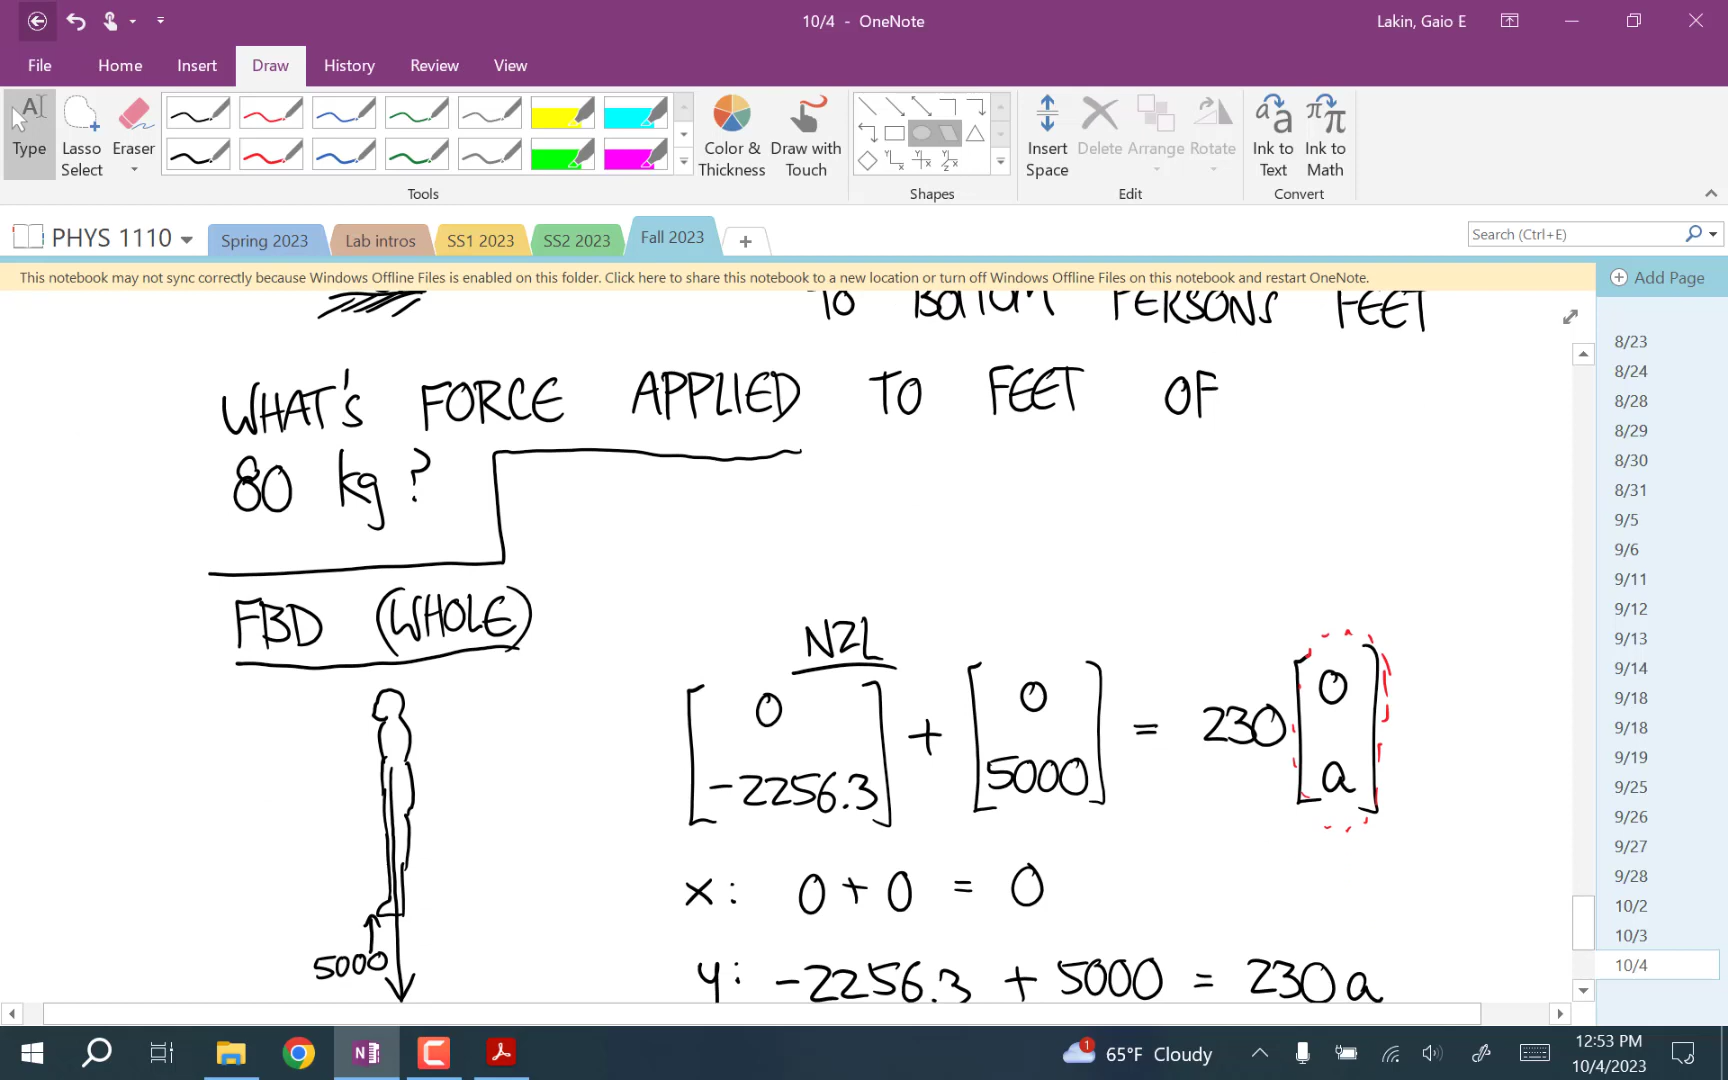 10/4 - OneNote
Lakin, Gaio E
File Home Insert Draw History Review View
Type
Lasso Select
Eraser
Color & Thickness
Draw with Touch
Insert Space
Delete
Arrange
Rotate
Ink to Text
Ink to Math
Tools
Shapes
Edit
Convert
PHYS 1110
Spring 2023
Lab intros
SS1 2023
SS2 2023
Fall 2023
Search (Ctrl+E)
This notebook may not sync correctly because Windows Offline Files is enabled on this folder. Click here to share this notebook to a new location or turn off Windows Offline Files on this notebook and restart OneNote.
Add Page
TO BOTTOM PERSONS FEET
WHAT'S FORCE APPLIED TO FEET OF
80 kg ?
FBD (WHOLE)
5000
N2L
[0 -2256.3] + [0 5000] = 230 [0 a]
x: 0 + 0 = 0
y: -2256.3 + 5000 = 230 a
8/23
8/24
8/28
8/29
8/30
8/31
9/5
9/6
9/11
9/12
9/13
9/14
9/18
9/18
9/19
9/25
9/26
9/27
9/28
10/2
10/3
10/4
1
65°F Cloudy
12:53 PM
10/4/2023